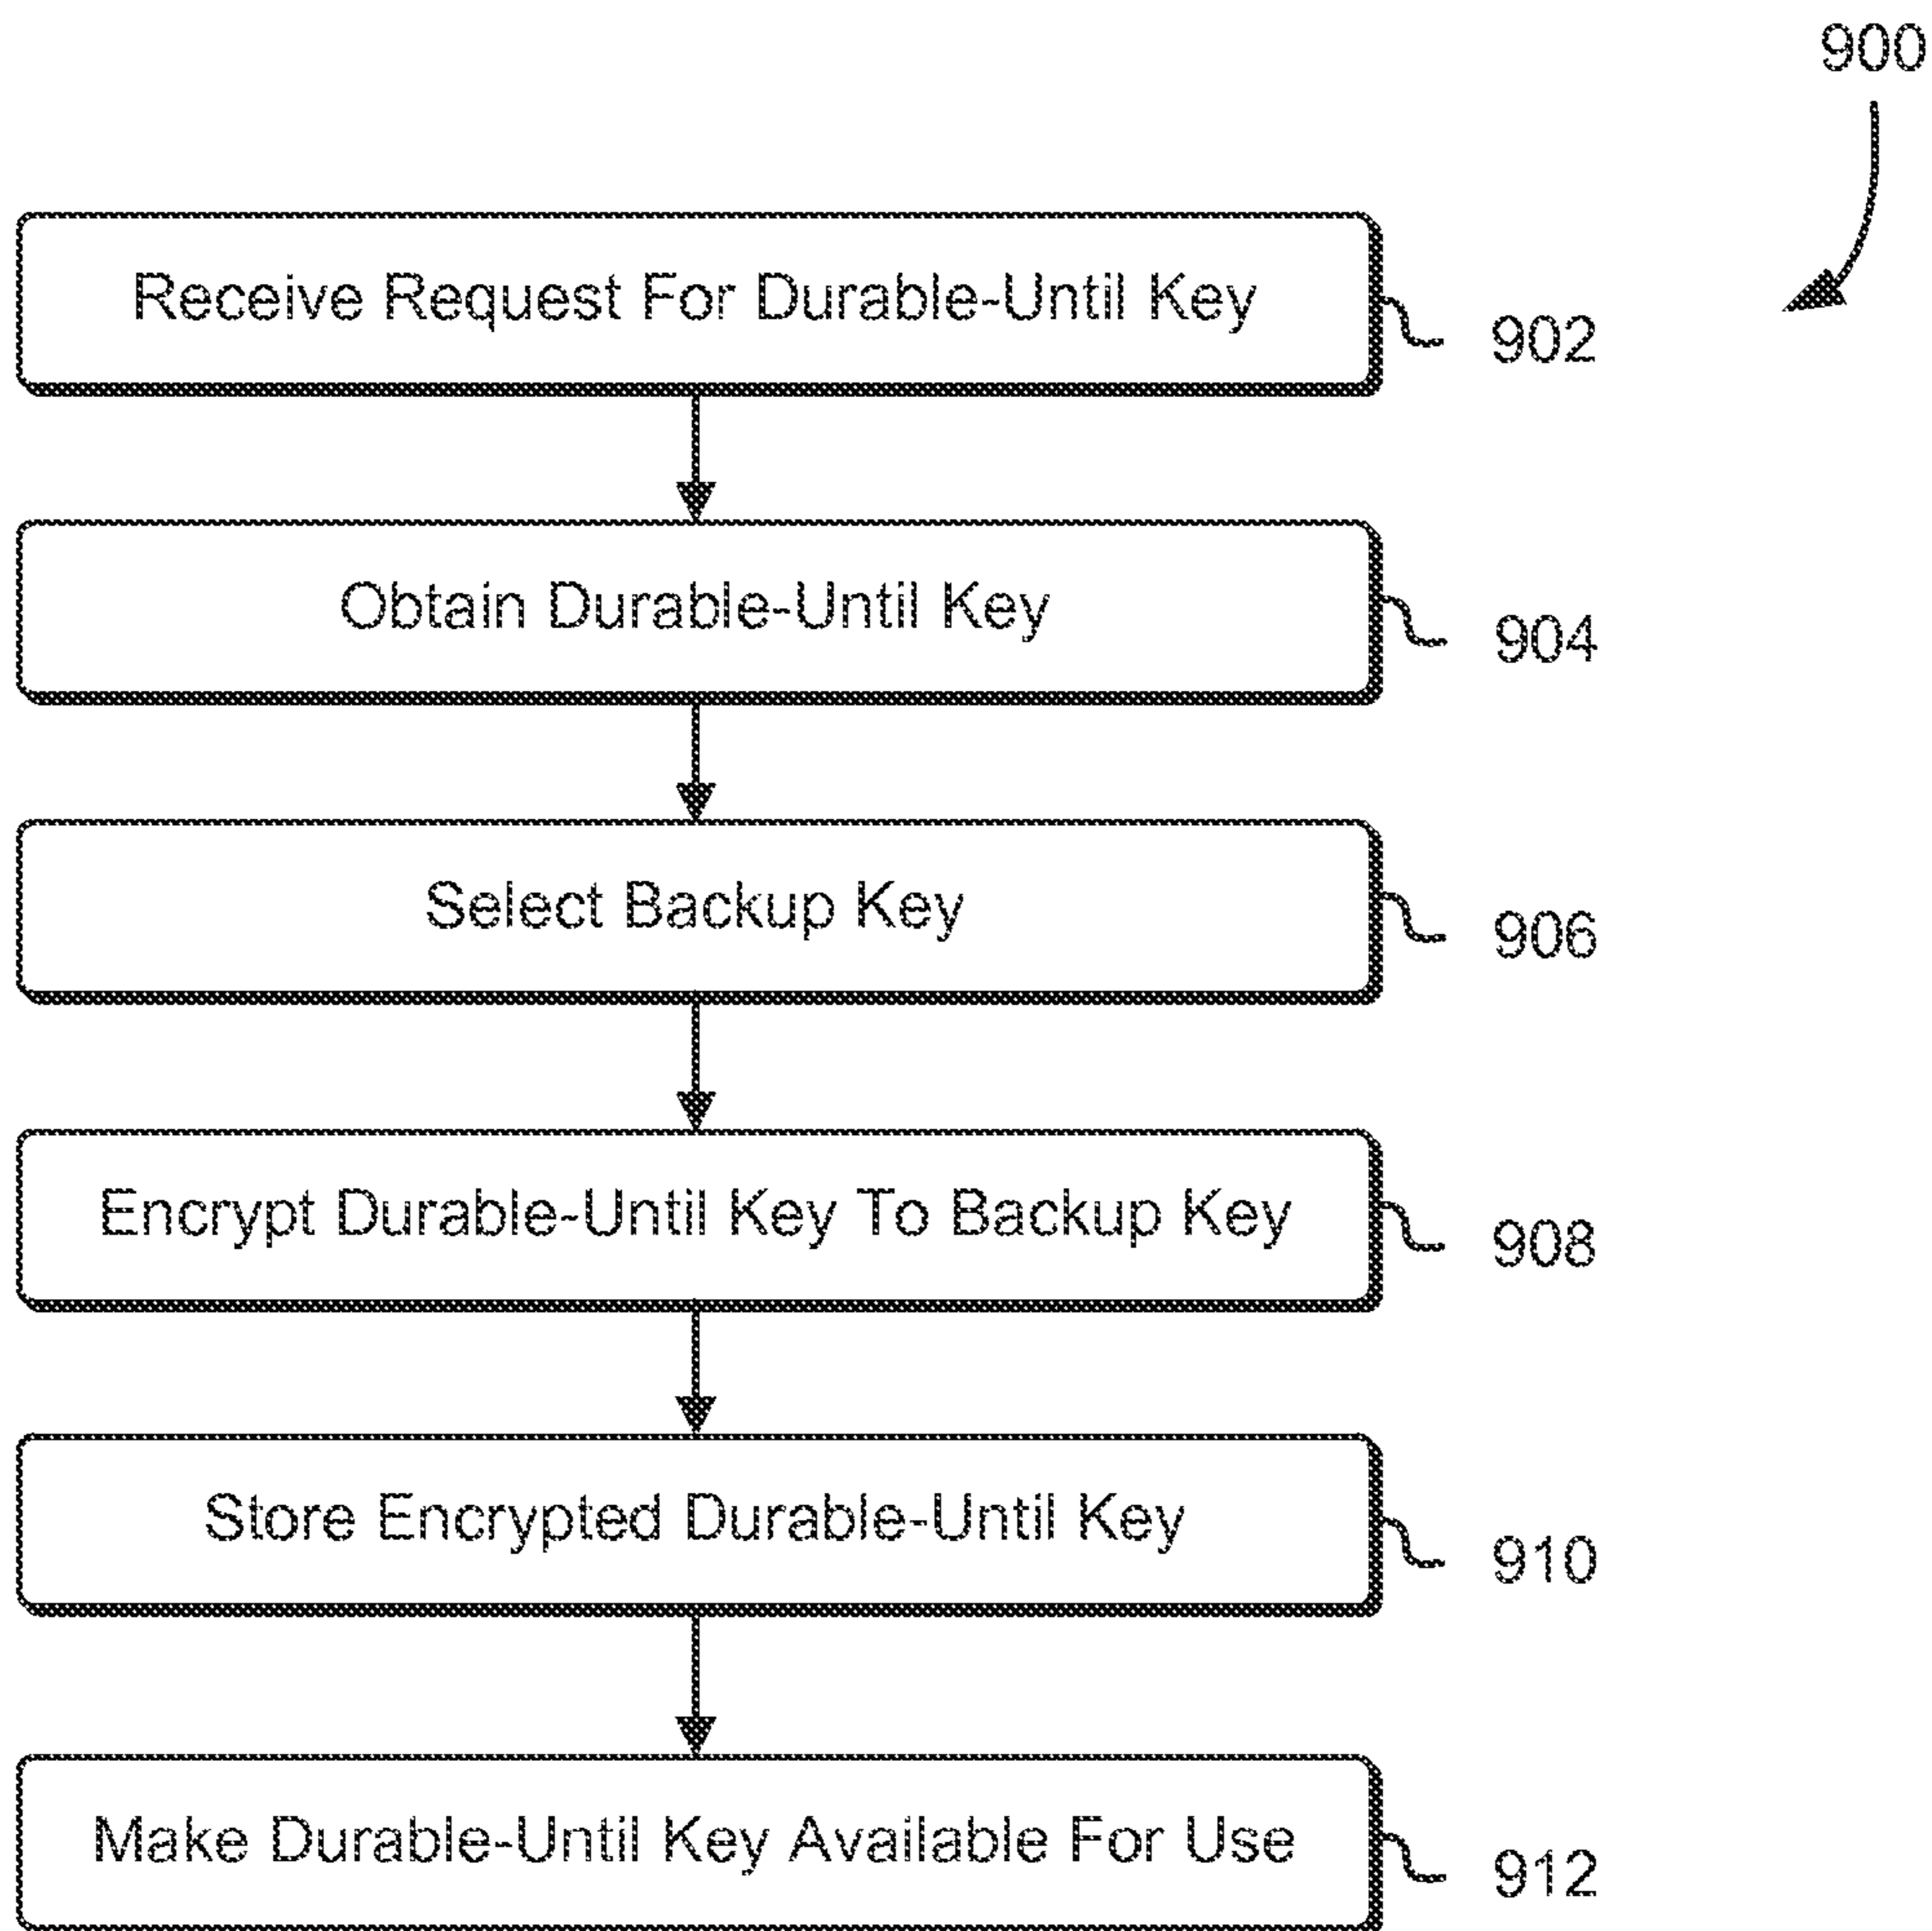 900
Receive Request For Durable-Until Key
902
Obtain Durable-Until Key
904
Select Backup Key
906
Encrypt Durable-Until Key To Backup Key
908
Store Encrypted Durable-Until Key
910
Make Durable-Until Key Available For Use
912